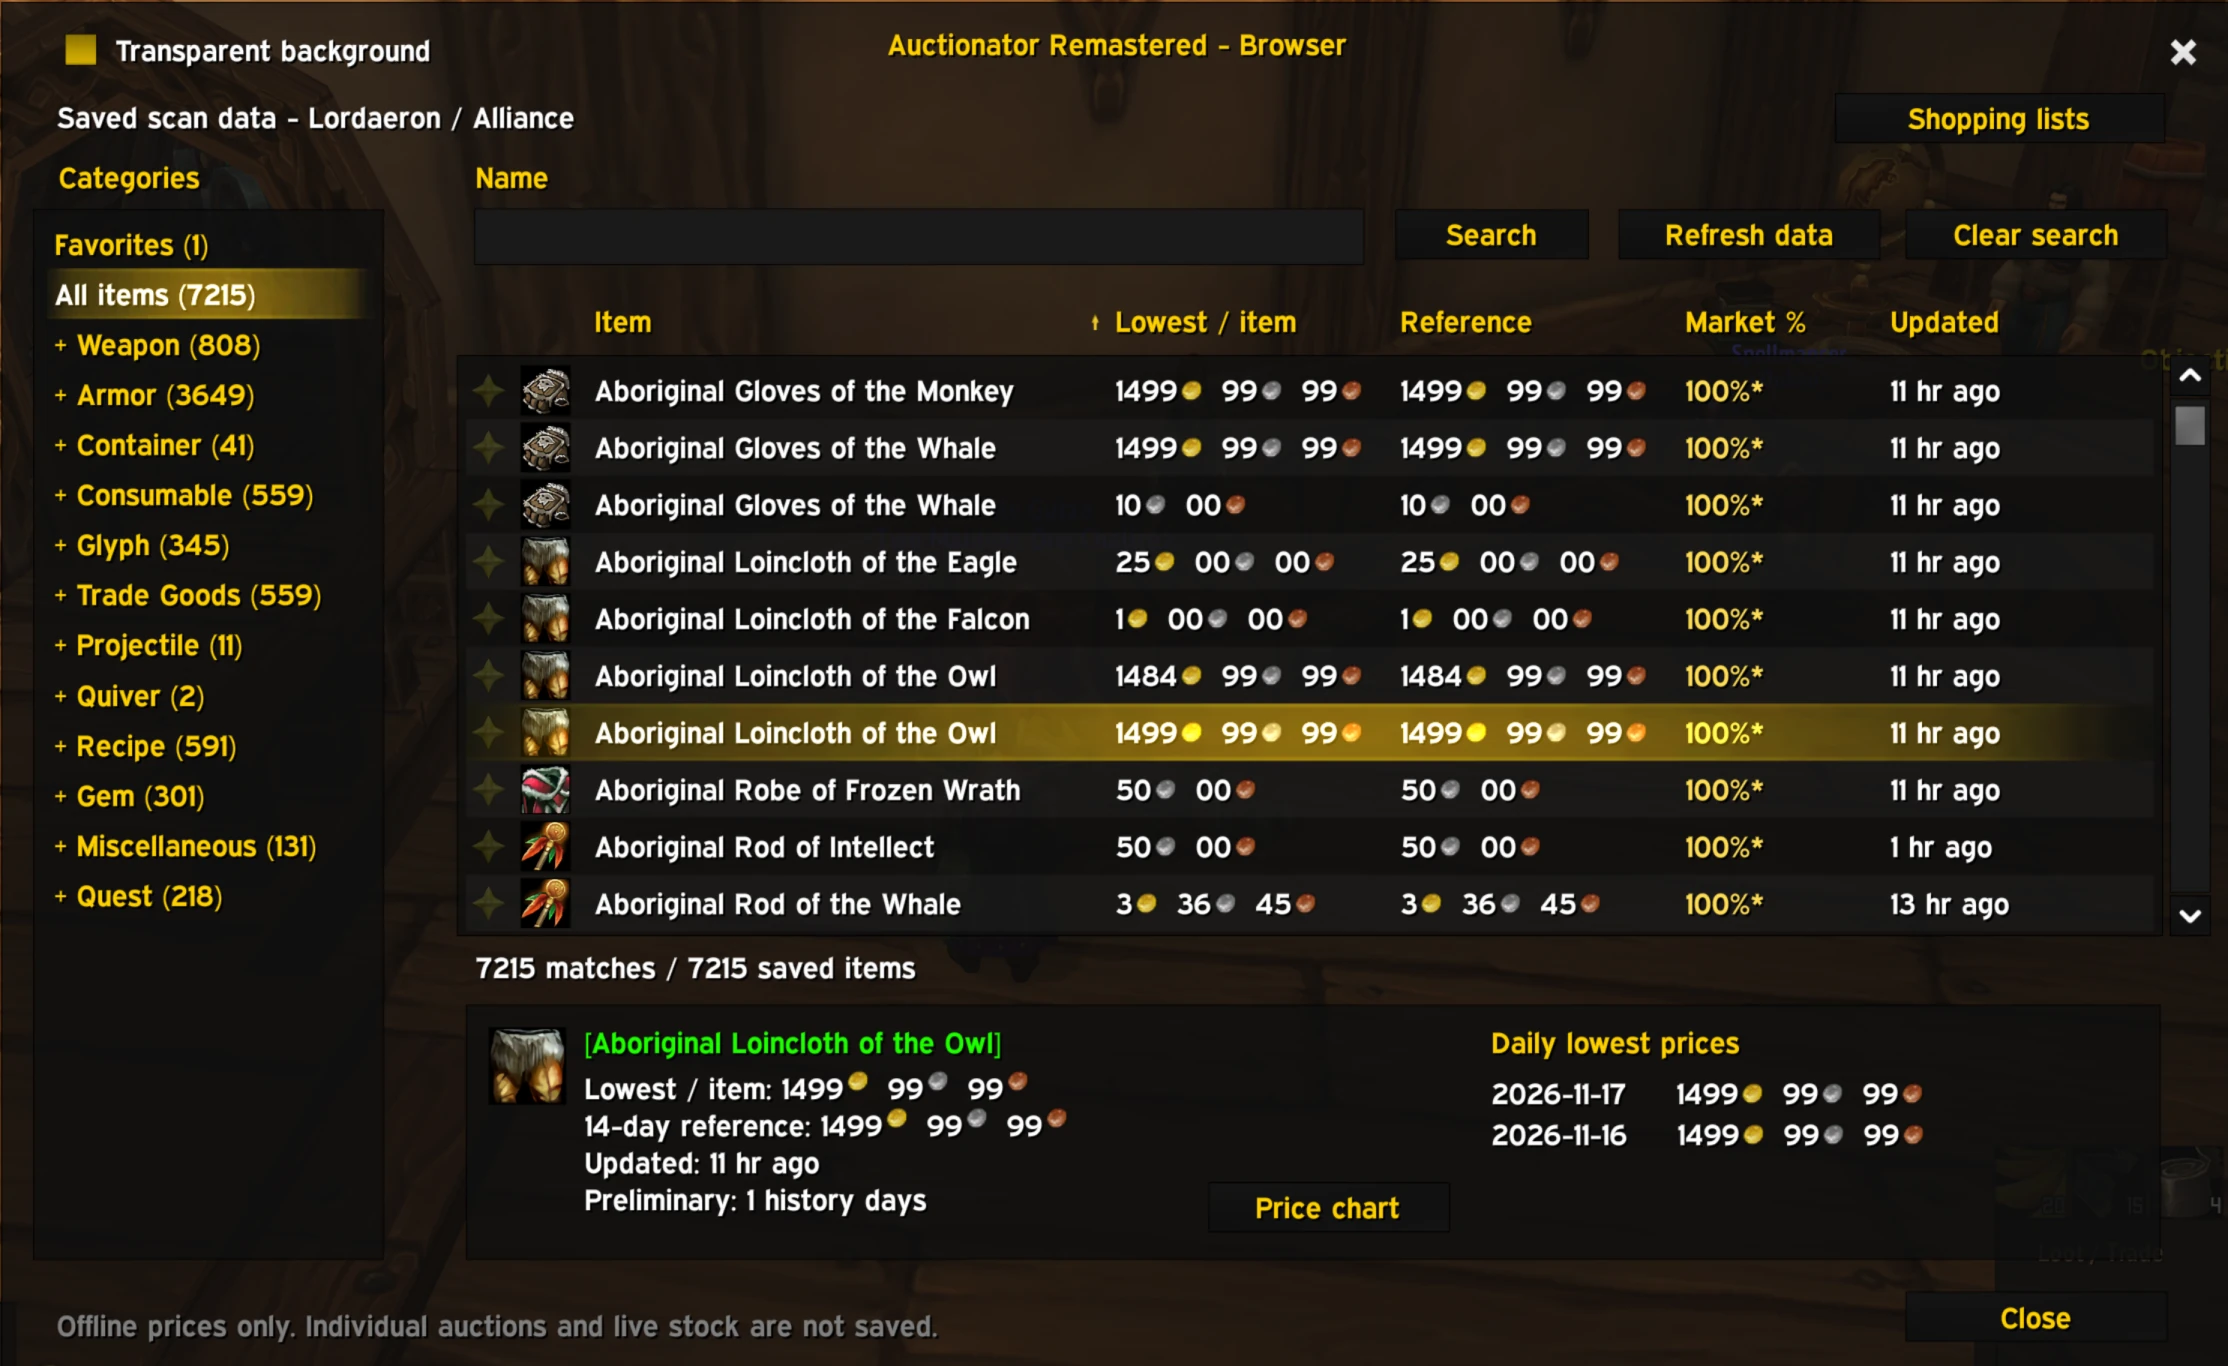 Transparent background
Auctionator Remastered - Browser
Saved scan data - Lordaeron / Alliance
Shopping lists
Categories
Name
Favorites (1)
All items (7215)
+ Weapon (808)
+ Armor (3649)
+ Container (41)
+ Consumable (559)
+ Glyph (345)
+ Trade Goods (559)
+ Projectile (11)
+ Quiver (2)
+ Recipe (591)
+ Gem (301)
+ Miscellaneous (131)
+ Quest (218)
Search Refresh data Clear search
Item Lowest / item Reference Market % Updated
Aboriginal Gloves of the Monkey 1499 99 99 1499 99 99 100%* 11 hr ago
Aboriginal Gloves of the Whale 1499 99 99 1499 99 99 100%* 11 hr ago
Aboriginal Gloves of the Whale 10 00 10 00 100%* 11 hr ago
Aboriginal Loincloth of the Eagle 25 00 00 25 00 00 100%* 11 hr ago
Aboriginal Loincloth of the Falcon 1 00 00 1 00 00 100%* 11 hr ago
Aboriginal Loincloth of the Owl 1484 99 99 1484 99 99 100%* 11 hr ago
Aboriginal Loincloth of the Owl 1499 99 99 1499 99 99 100%* 11 hr ago
Aboriginal Robe of Frozen Wrath 50 00 50 00 100%* 11 hr ago
Aboriginal Rod of Intellect 50 00 50 00 100%* 1 hr ago
Aboriginal Rod of the Whale 3 36 45 3 36 45 100%* 13 hr ago
7215 matches / 7215 saved items
[Aboriginal Loincloth of the Owl]
Lowest / item: 1499 99 99
14-day reference: 1499 99 99
Updated: 11 hr ago
Preliminary: 1 history days
Price chart
Daily lowest prices
2026-11-17 1499 99 99
2026-11-16 1499 99 99
20 15 4
Loot / Trade
Offline prices only. Individual auctions and live stock are not saved.
Close